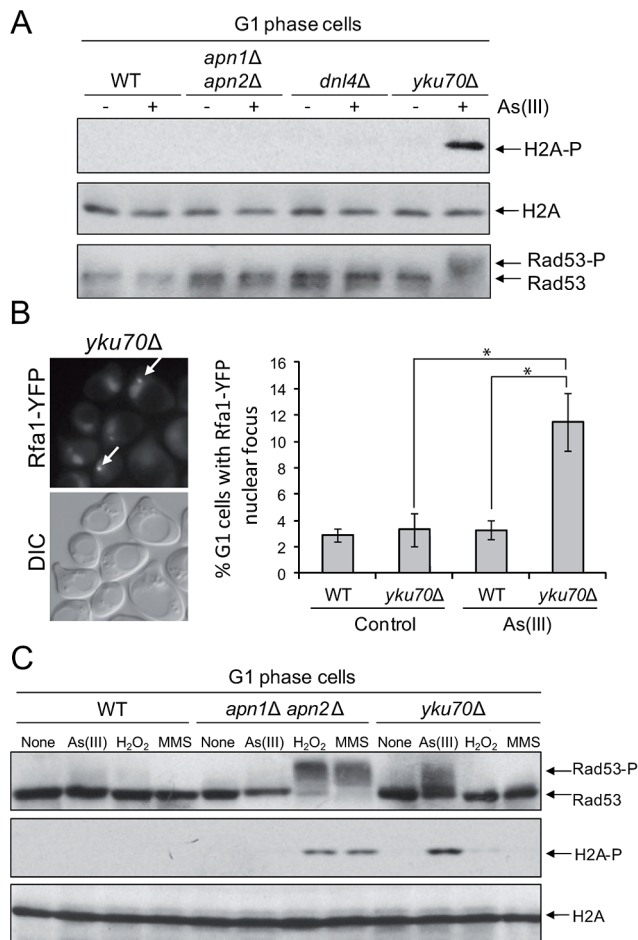 A
G1 phase cells
WT
apn1Δ apn2Δ
dnl4Δ
yku70Δ
- + - + - + - + As(III)
H2A-P
H2A
Rad53-P
Rad53
B
yku70Δ
Rfa1-YFP
DIC
% G1 cells with Rfa1-YFP
nuclear focus
16
14
12
10
8
6
4
2
0
*
*
WT yku70Δ WT yku70Δ
Control As(III)
C
G1 phase cells
WT apn1Δ apn2Δ yku70Δ
None As(III) H₂O₂ MMS None As(III) H₂O₂ MMS None As(III) H₂O₂ MMS
Rad53-P
Rad53
H2A-P
H2A